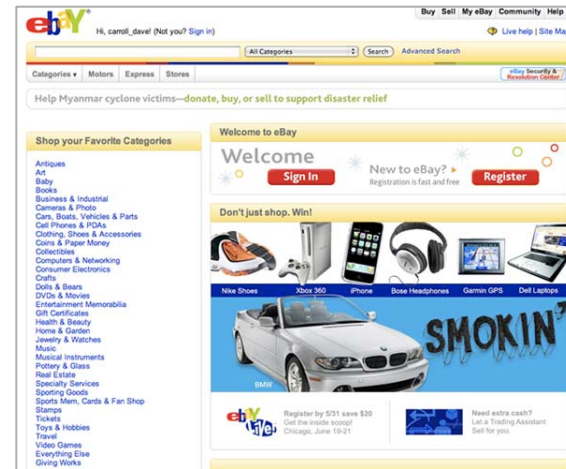 Buy Sell My eBay Community Help
ebY
Hi, carroll_dave! (Not you? Sign in)
Live help | Site Ma
All Categories
Search
Advanced Search
Categories Motors Express Stores
eBay Security &
Resolution Center
Help Myanmar cyclone victims—donate, buy, or sell to support disaster relief
Shop your Favorite Categories
Antiques
Art
Baby
Books
Business & Industrial
Cameras & Photo
Cars, Boats, Vehicles & Parts
Cell Phones & PDAs
Clothing, Shoes & Accessories
Coins & Paper Money
Collectibles
Computers & Networking
Consumer Electronics
Crafts
Dolls & Bears
DVDs & Movies
Entertainment Memorabilia
Gift Certificates
Health & Beauty
Home & Garden
Jewelry & Watches
Music
Musical Instruments
Pottery & Glass
Real Estate
Specialty Services
Sporting Goods
Sports Mem, Cards & Fan Shop
Stamps
Tickets
Toys & Hobbies
Travel
Video Games
Everything Else
Giving Works
Welcome to eBay
Welcome
Sign In
New to eBay?
Registration is fast and free
Register
Don't just shop. Win!
Nike Shoes Xbox 360 iPhone Bose Headphones Garmin GPS Dell Laptops
SMOKIN'
BMW
ebY Live!
Register by 5/31 save $20
Get the inside scoop!
Chicago, June 19-21
Need extra cash?
Let a Trading Assistant
Sell for you.